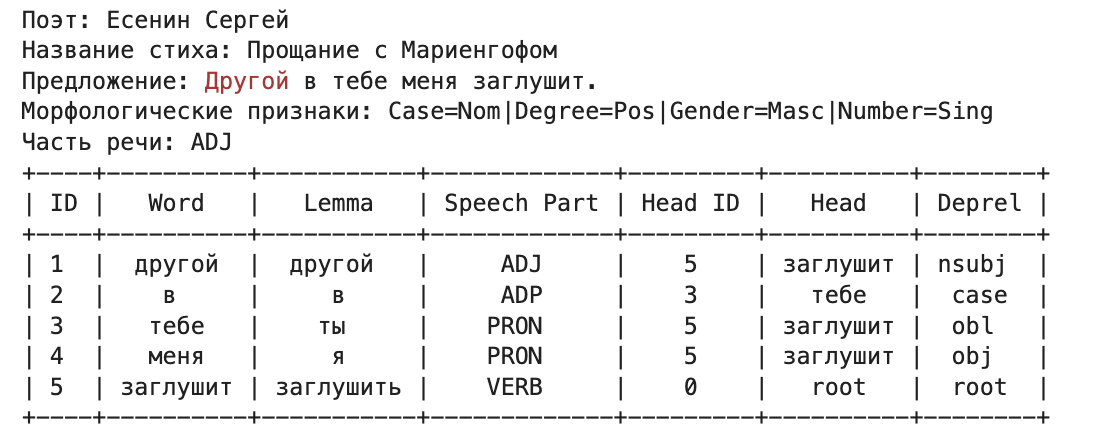 Поэт: Есенин Сергей
Название стиха: Прощание с Мариенгофом
Предложение: Другой в тебе меня заглушит.
Морфологические признаки: Case=Nom|Degree=Pos|Gender=Masc|Number=Sing
Часть речи: ADJ
+----+-----------+------------+-------------+---------+----------+--------+
| ID | Word | Lemma | Speech Part | Head ID | Head | Deprel |
+----+-----------+------------+-------------+---------+----------+--------+
| 1 | другой | другой | ADJ | 5 | заглушит | nsubj |
| 2 | в | в | ADP | 3 | тебе | case |
| 3 | тебе | ты | PRON | 5 | заглушит | obl |
| 4 | меня | я | PRON | 5 | заглушит | obj |
| 5 | заглушит | заглушить | VERB | 0 | root | root |
+----+-----------+------------+-------------+---------+----------+--------+